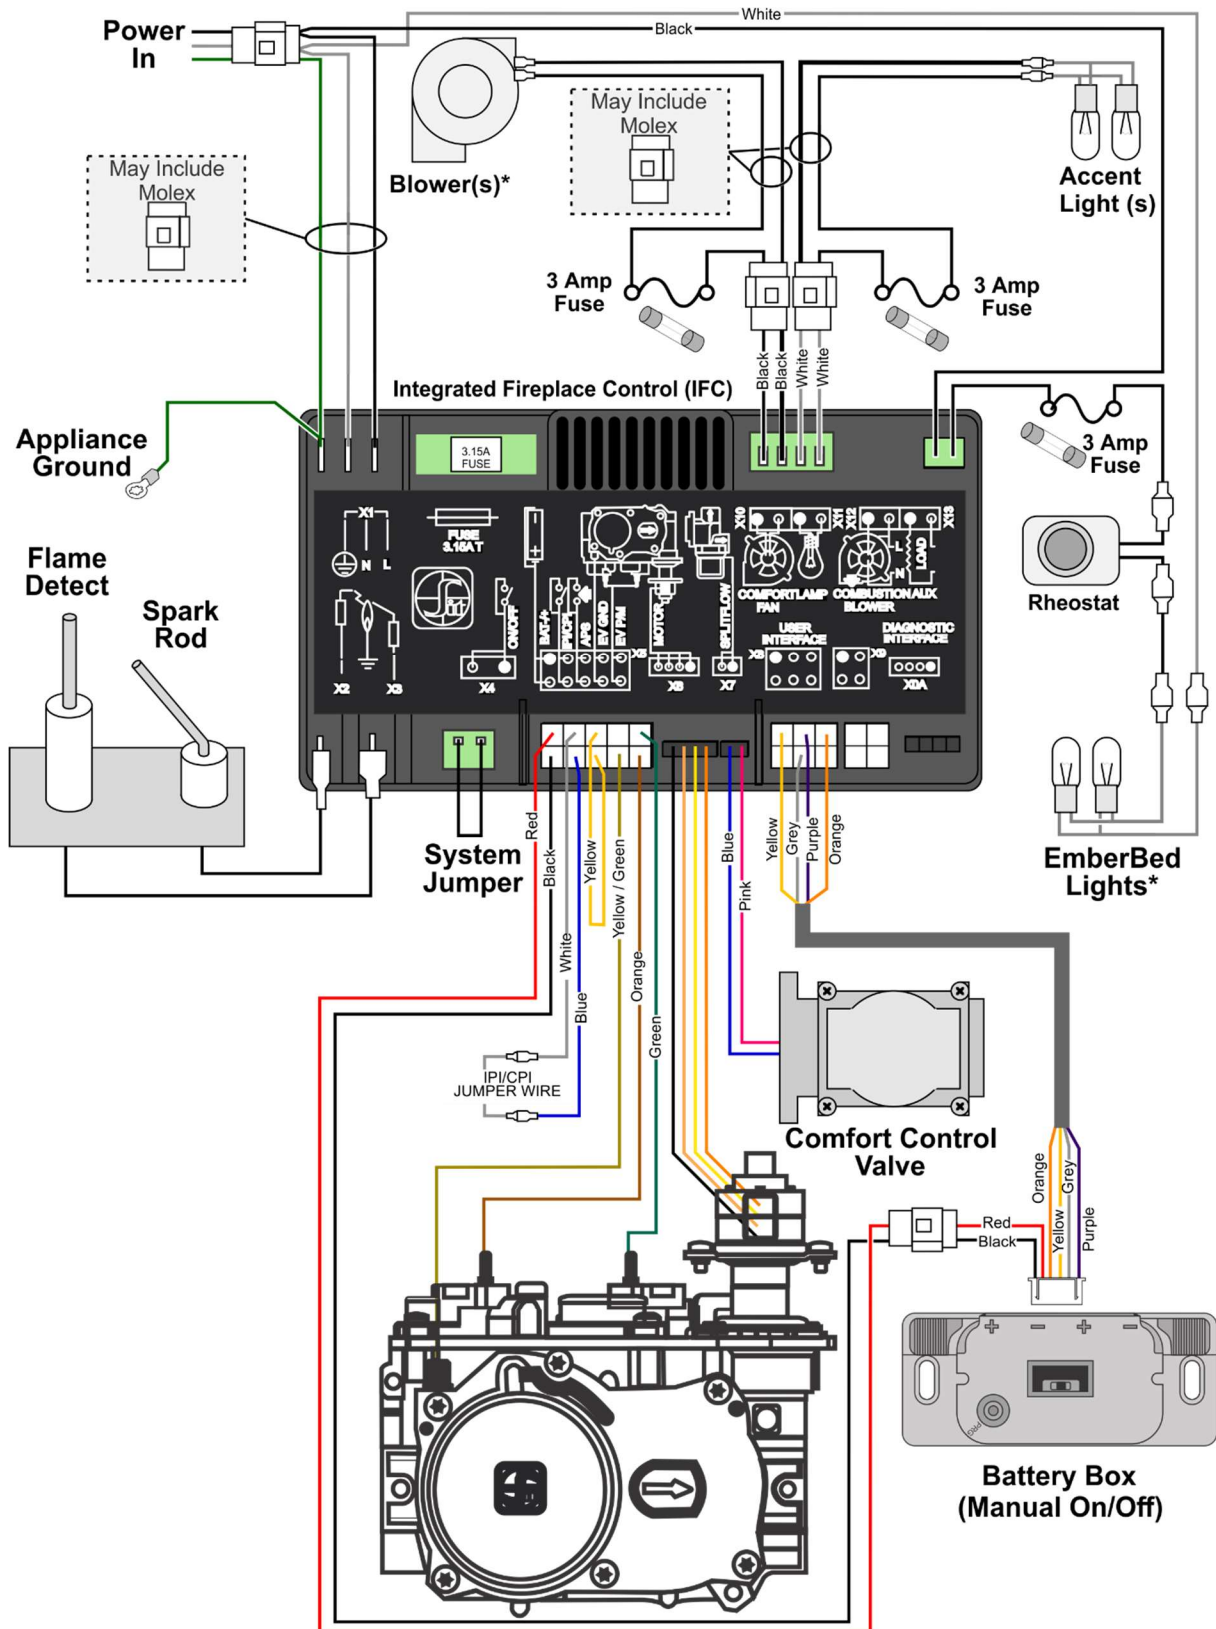 White
Black
Power
In
May Include
Molex
Blower(s)*
May Include
Molex
Accent
Light (s)
3 Amp
Fuse
3 Amp
Fuse
Black
Black
White
White
Integrated Fireplace Control (IFC)
Appliance
Ground
3.15A
FUSE
3 Amp
Fuse
Rheostat
Flame
Detect
Spark
Rod
X1
N
L
FUSE
3.15A T
X2
X3
ON/OFF
X4
BAT-/+
IPI/CPI
APS
EV GND
EV P/M
X5
MOTOR
X6
SPLITFLOW
X7
X10
X11
X12
X13
L
N
LOAD
COMFORT
FAN
LAMP
COMBUSTION
BLOWER
AUX
USER
INTERFACE
X8
X9
DIAGNOSTIC
INTERFACE
XDA
System
Jumper
Red
Black
White
Blue
Yellow
Yellow / Green
Orange
Green
Blue
Pink
Yellow
Grey
Purple
Orange
EmberBed
Lights*
IPI/CPI
JUMPER WIRE
Comfort Control
Valve
Orange
Yellow
Grey
Purple
Red
Black
+ − + −
PRG
Battery Box
(Manual On/Off)